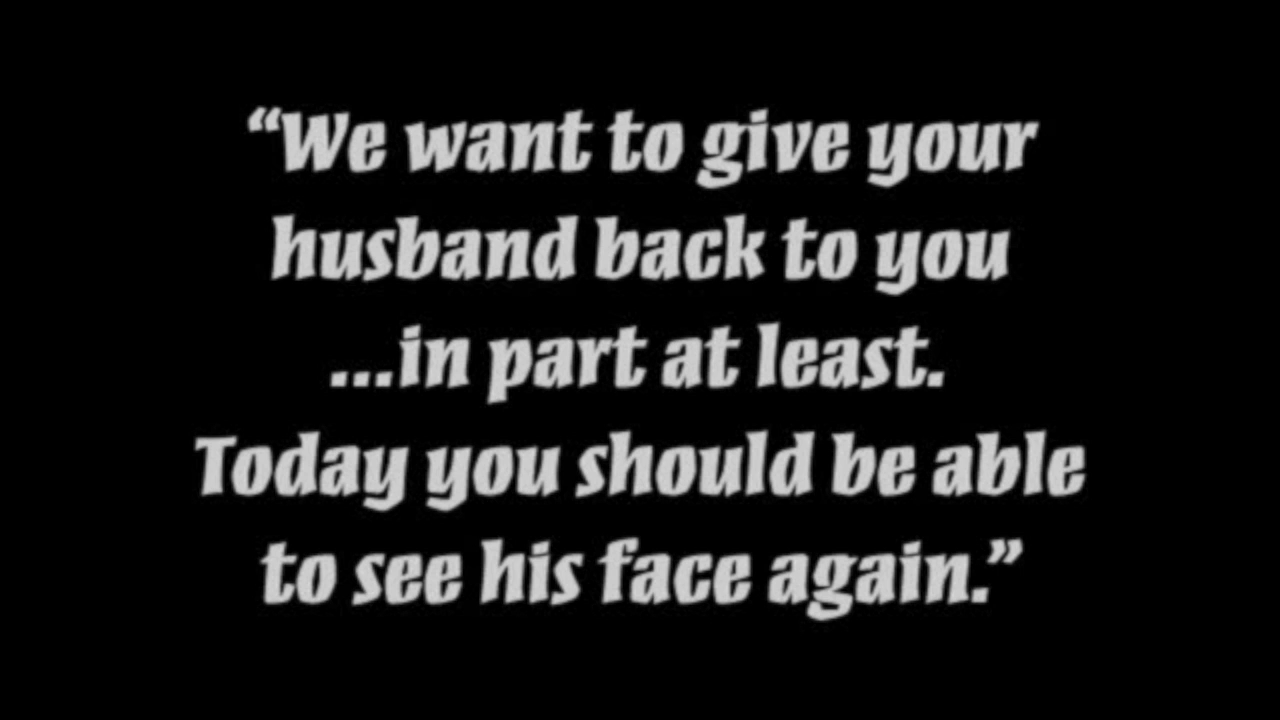 “We want to give your
husband back to you
...in part at least.
Today you should be able
to see his face again.”